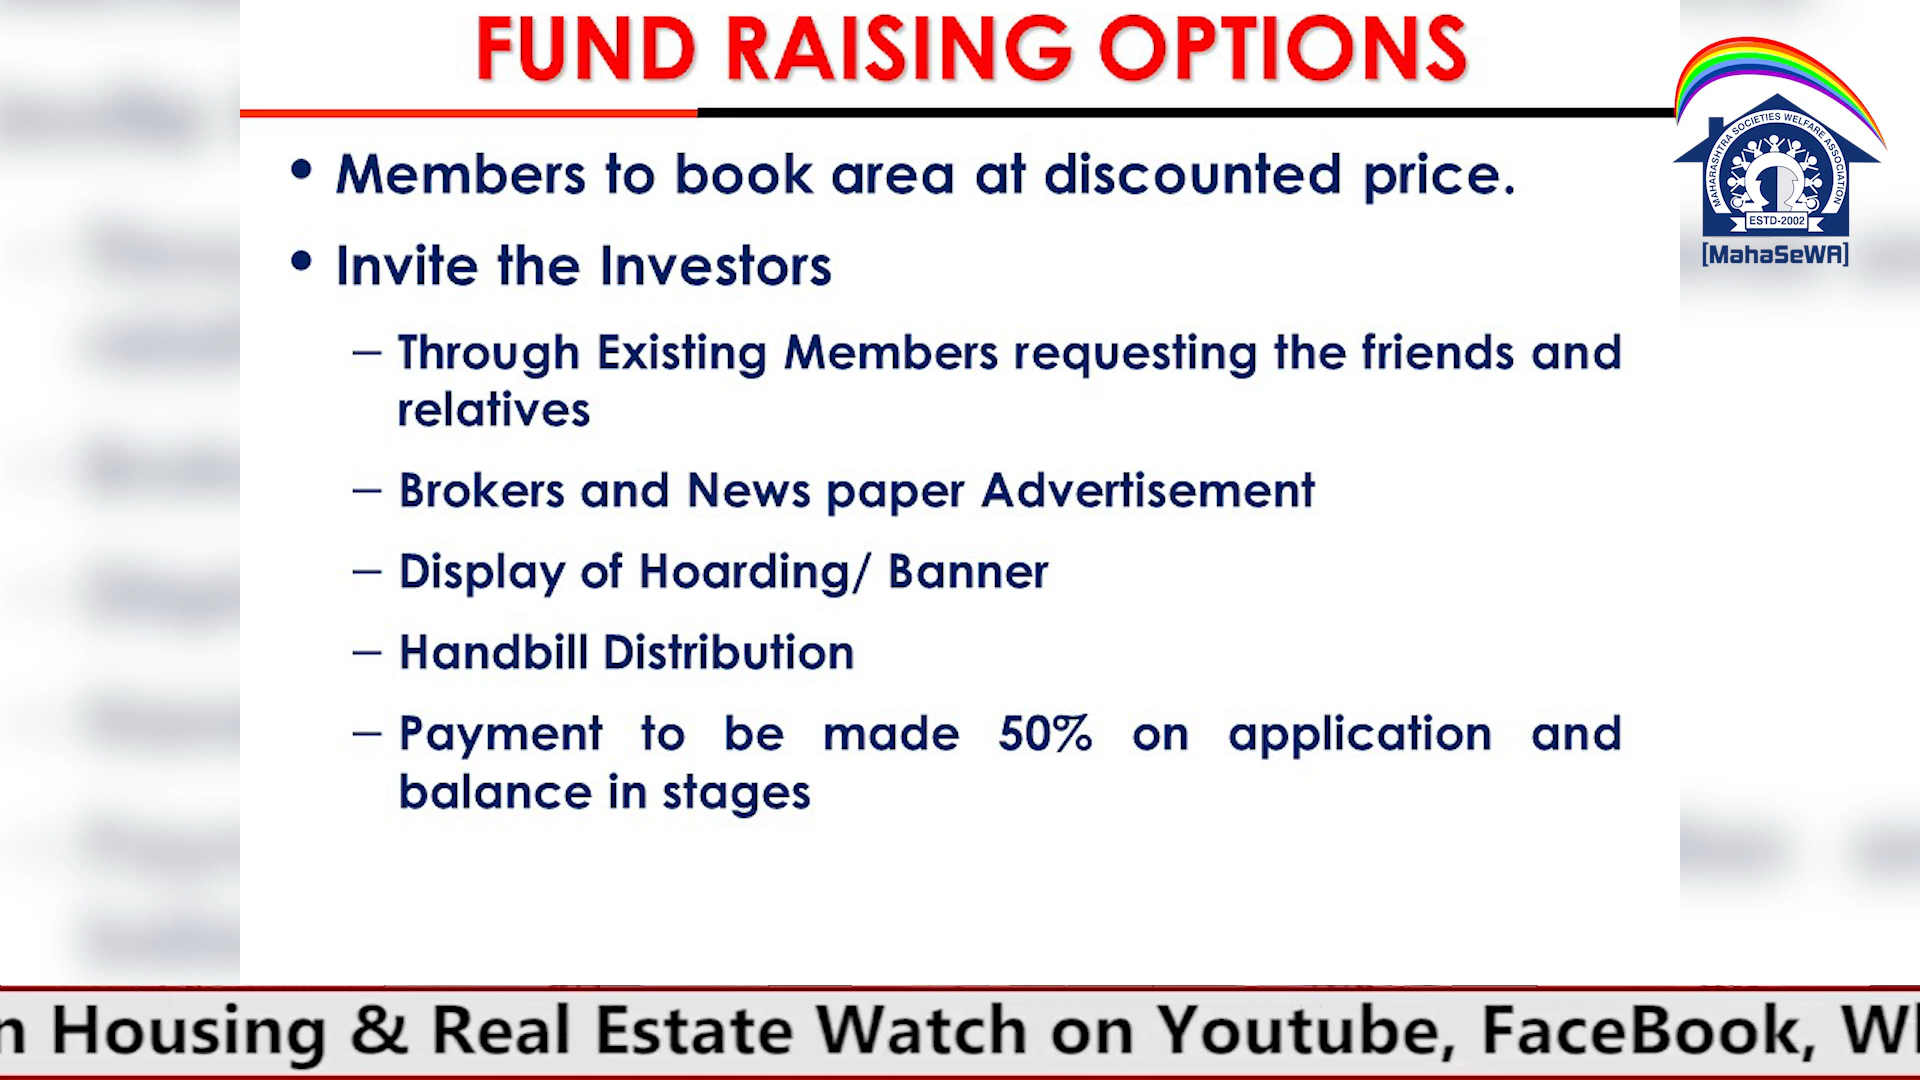 FUND RAISING OPTIONS
• Members to book area at discounted price.
• Invite the Investors
– Through Existing Members requesting the friends and
relatives
– Brokers and News paper Advertisement
– Display of Hoarding/ Banner
– Handbill Distribution
– Payment to be made 50% on application and
balance in stages
MAHARASHTRA SOCIETIES WELFARE ASSOCIATION
ESTD-2002
[MahaSeWA]
n Housing & Real Estate Watch on Youtube, FaceBook, Wh